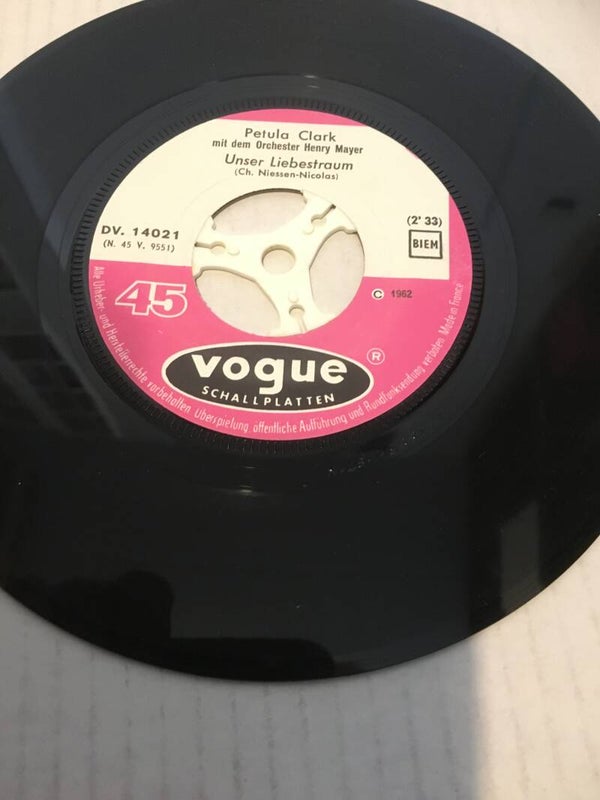 Petula Clark
mit dem Orchester Henry Mayer
Unser Liebestraum
(Ch. Niessen-Nicolas)
DV. 14021
(N. 45 V. 9551)
(2' 33)
BIEM
45
© 1962
vogue
®
SCHALLPLATTEN
Alle Urheber- und Herstellerrechte vorbehalten. Überspielung, öffentliche Aufführung und Rundfunksendung verboten. Made in France